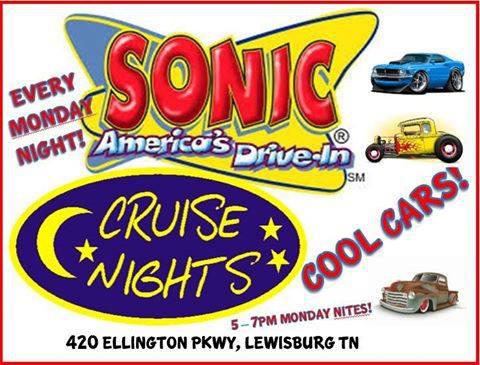 EVERY
MONDAY
NIGHT!
SONIC
America's Drive-In®
SM
CRUISE
NIGHTS
COOL CARS!
5-7PM MONDAY NITES!
420 ELLINGTON PKWY, LEWISBURG TN